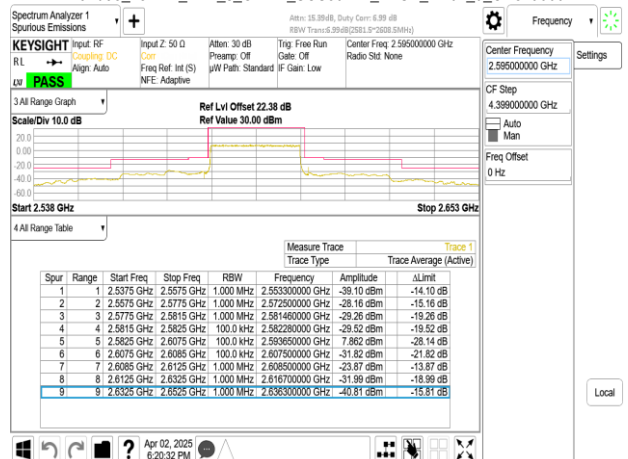 Spectrum Analyzer 1
Spurious Emissions
Attn: 15.39dB, Duty Corr: 6.99 dB
RBW Trans:6.99dB(2581.5~2608.5MHz)
Frequency
KEYSIGHT
RL
LXI PASS
Input: RF
Coupling: DC
Align: Auto
Input Z: 50 Ω
Corr
Freq Ref: Int (S)
NFE: Adaptive
Atten: 30 dB
Preamp: Off
µW Path: Standard
Trig: Free Run
Gate: Off
IF Gain: Low
Center Freq: 2.595000000 GHz
Radio Std: None
Center Frequency
2.595000000 GHz
Settings
CF Step
4.399000000 GHz
Auto
Man
Freq Offset
0 Hz
3 All Range Graph
Scale/Div 10.0 dB
Ref Lvl Offset 22.38 dB
Ref Value 30.00 dBm
20.0
0.00
-20.0
-40.0
-60.0
Start 2.538 GHz
Stop 2.653 GHz
4 All Range Table
Measure Trace Trace 1
Trace Type Trace Average (Active)
Spur Range Start Freq Stop Freq RBW Frequency Amplitude ΔLimit
1 1 2.5375 GHz 2.5575 GHz 1.000 MHz 2.553300000 GHz -39.10 dBm -14.10 dB
2 2 2.5575 GHz 2.5775 GHz 1.000 MHz 2.572500000 GHz -28.16 dBm -15.16 dB
3 3 2.5775 GHz 2.5815 GHz 1.000 MHz 2.581460000 GHz -29.26 dBm -19.26 dB
4 4 2.5815 GHz 2.5825 GHz 100.0 kHz 2.582280000 GHz -29.52 dBm -19.52 dB
5 5 2.5825 GHz 2.6075 GHz 100.0 kHz 2.593650000 GHz 7.862 dBm -28.14 dB
6 6 2.6075 GHz 2.6085 GHz 100.0 kHz 2.607500000 GHz -31.82 dBm -21.82 dB
7 7 2.6085 GHz 2.6125 GHz 1.000 MHz 2.608500000 GHz -23.87 dBm -13.87 dB
8 8 2.6125 GHz 2.6325 GHz 1.000 MHz 2.616700000 GHz -31.99 dBm -18.99 dB
9 9 2.6325 GHz 2.6525 GHz 1.000 MHz 2.636300000 GHz -40.81 dBm -15.81 dB
Local
?
Apr 02, 2025
6:20:32 PM